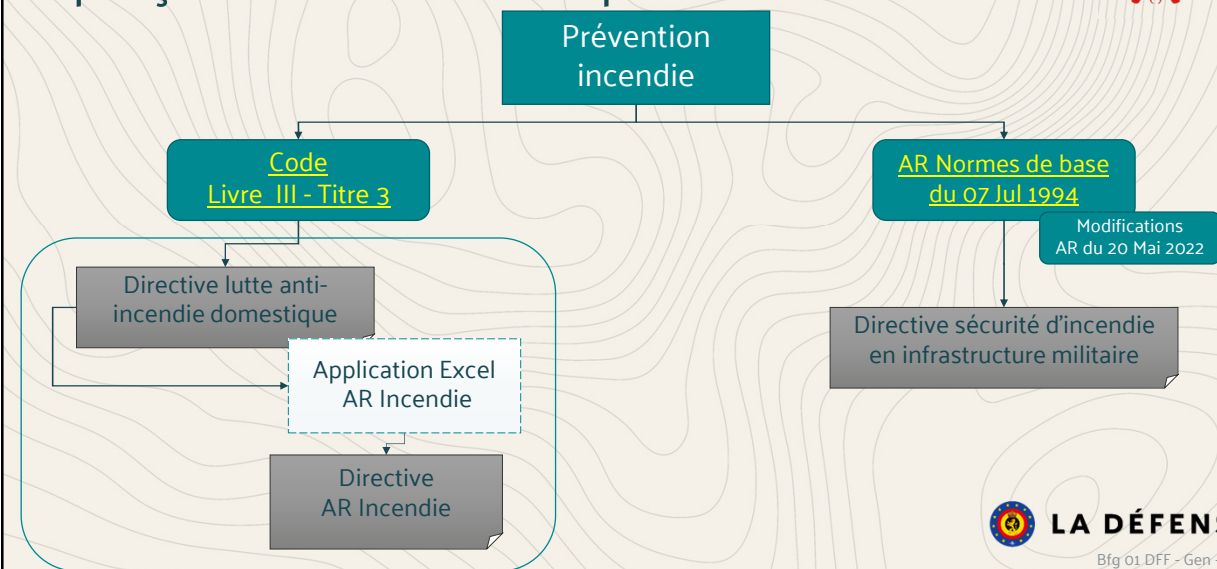 Prévention
incendie
Code
Livre III - Titre 3
AR Normes de base
du 07 Jul 1994
Modifications
AR du 20 Mai 2022
Directive lutte anti-
incendie domestique
Application Excel
AR Incendie
Directive
AR Incendie
Directive sécurité d'incendie
en infrastructure militaire
LA DÉFENS
Bfg 01 DFF - Gen -